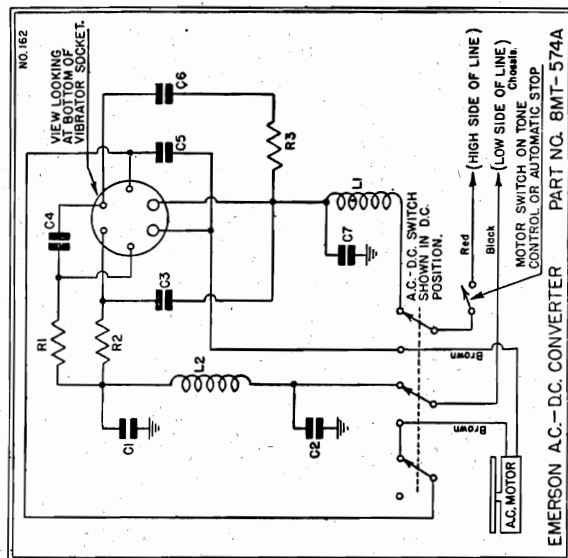 NO. 162
VIEW LOOKING
AT BOTTOM OF
VIBRATOR SOCKET.
C4
C6
C5
R1
R2
R3
C3
L1
L2
C7
C1
C2
A.C.-D.C. SWITCH
SHOWN IN D.C.
POSITION.
(HIGH SIDE OF LINE)
(LOW SIDE OF LINE)
Chassis.
Red
Black
MOTOR SWITCH ON TONE
CONTROL OR AUTOMATIC STOP
Brown
Brown
A.C. MOTOR
EMERSON A.C.-D.C. CONVERTER PART NO. 8MT-574A